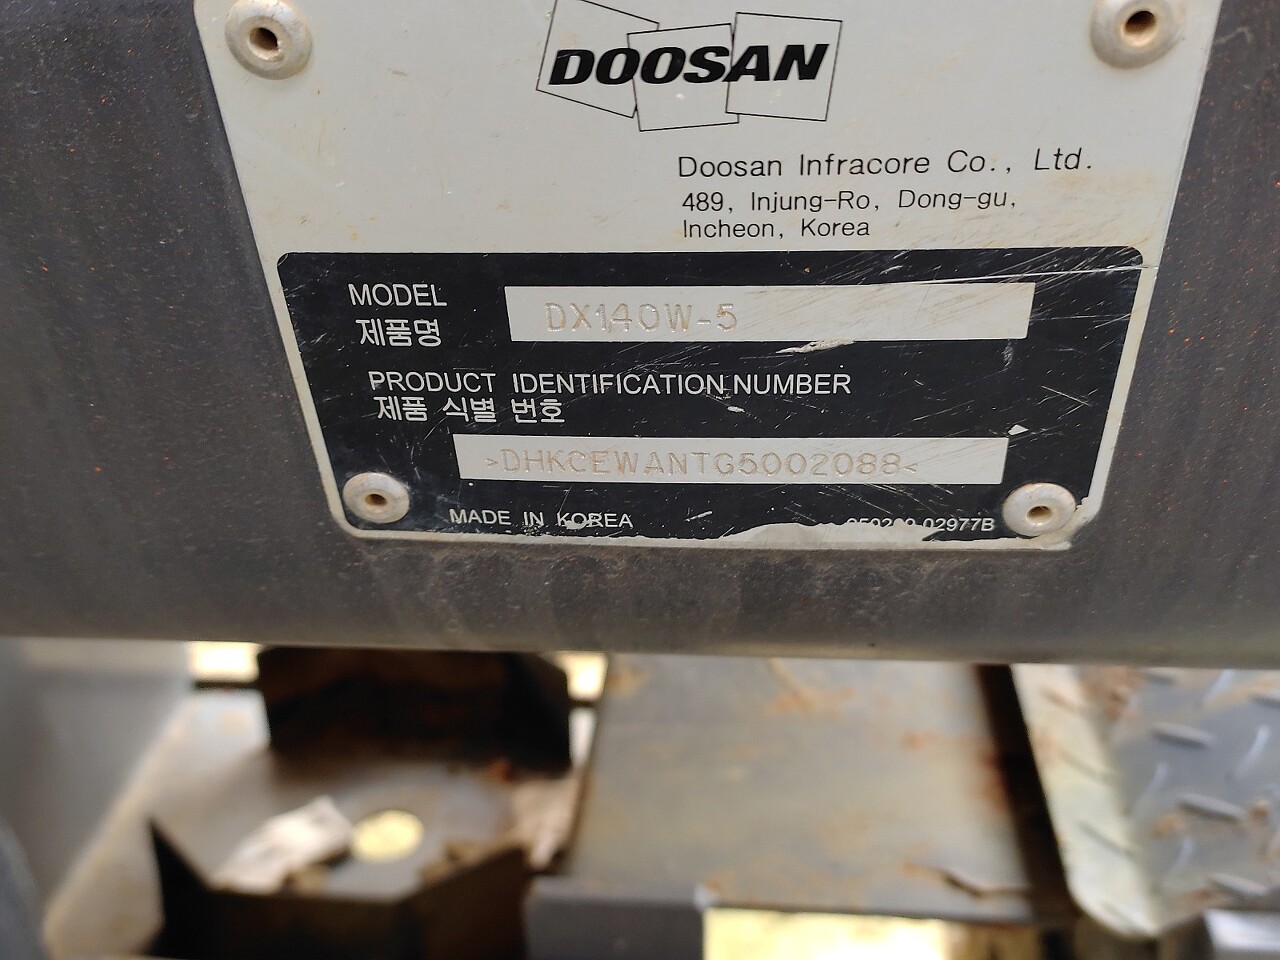 DOOSAN
Doosan Infracore Co., Ltd.
489, Injung-Ro, Dong-gu,
Incheon, Korea
MODEL
제품명
DX140W-5
PRODUCT IDENTIFICATION NUMBER
제품 식별 번호
>DHKCEWANTG5002088<
MADE IN KOREA